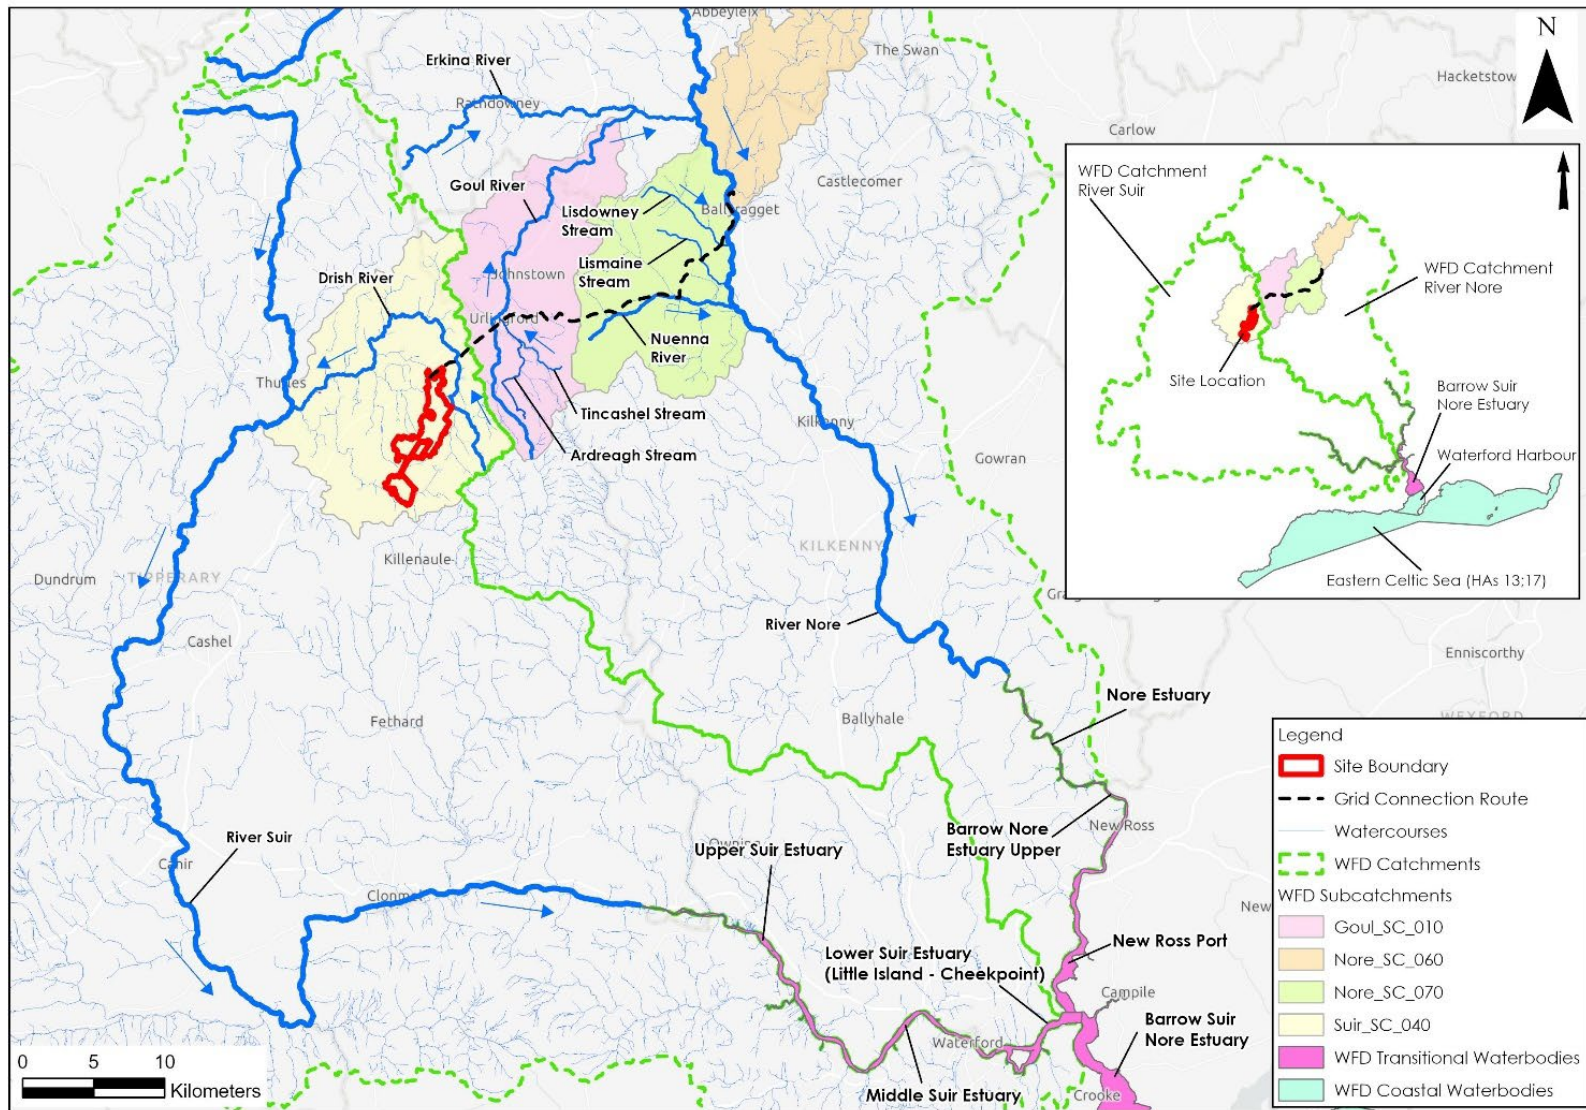 Abbeyleix
The Swan
Hacketstow
N
Erkina River
Rathdowney
Carlow
Goul River
Castlecomer
Lisdowney
Stream
Ballyragget
Lismaine
Stream
Johnstown
Drish River
Urlingford
Nuenna
River
Thurles
Tincashel Stream
Kilkenny
Ardreagh Stream
Gowran
Killenaule
KILKENNY
Dundrum
TIPPERARY
River Nore
Cashel
Enniscorthy
Nore Estuary
Fethard
Ballyhale
WEXFORD
Barrow Nore
Estuary Upper
New Ross
River Suir
Cahir
Upper Suir Estuary
Owning
Clonmel
New
Lower Suir Estuary
(Little Island - Cheekpoint)
New Ross Port
Campile
Barrow Suir
Nore Estuary
Waterford
Middle Suir Estuary
Crooke
0 5 10
Kilometers
WFD Catchment
River Suir
WFD Catchment
River Nore
Site Location
Barrow Suir
Nore Estuary
Waterford Harbour
Eastern Celtic Sea (HAs 13;17)
Legend
Site Boundary
Grid Connection Route
Watercourses
WFD Catchments
WFD Subcatchments
Goul_SC_010
Nore_SC_060
Nore_SC_070
Suir_SC_040
WFD Transitional Waterbodies
WFD Coastal Waterbodies